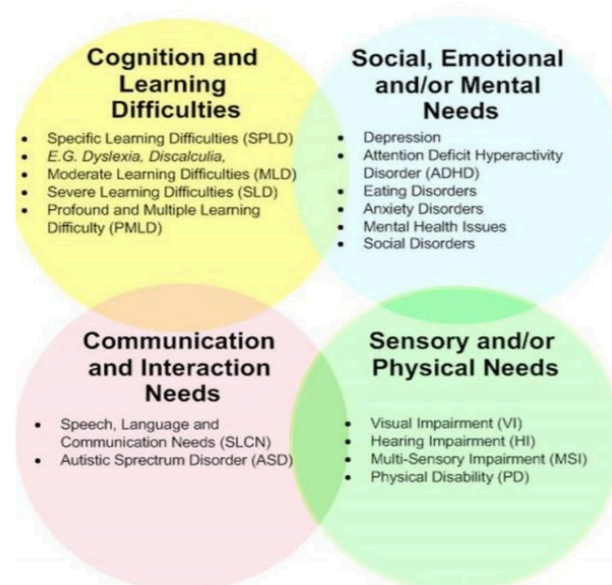 Cognition and
Learning
Difficulties
• Specific Learning Difficulties (SPLD)
• E.G. Dyslexia, Discalculia,
• Moderate Learning Difficulties (MLD)
• Severe Learning Difficulties (SLD)
• Profound and Multiple Learning
Difficulty (PMLD)
Social, Emotional
and/or Mental
Needs
• Depression
• Attention Deficit Hyperactivity
Disorder (ADHD)
• Eating Disorders
• Anxiety Disorders
• Mental Health Issues
• Social Disorders
Communication
and Interaction
Needs
• Speech, Language and
Communication Needs (SLCN)
• Autistic Sprectrum Disorder (ASD)
Sensory and/or
Physical Needs
• Visual Impairment (VI)
• Hearing Impairment (HI)
• Multi-Sensory Impairment (MSI)
• Physical Disability (PD)